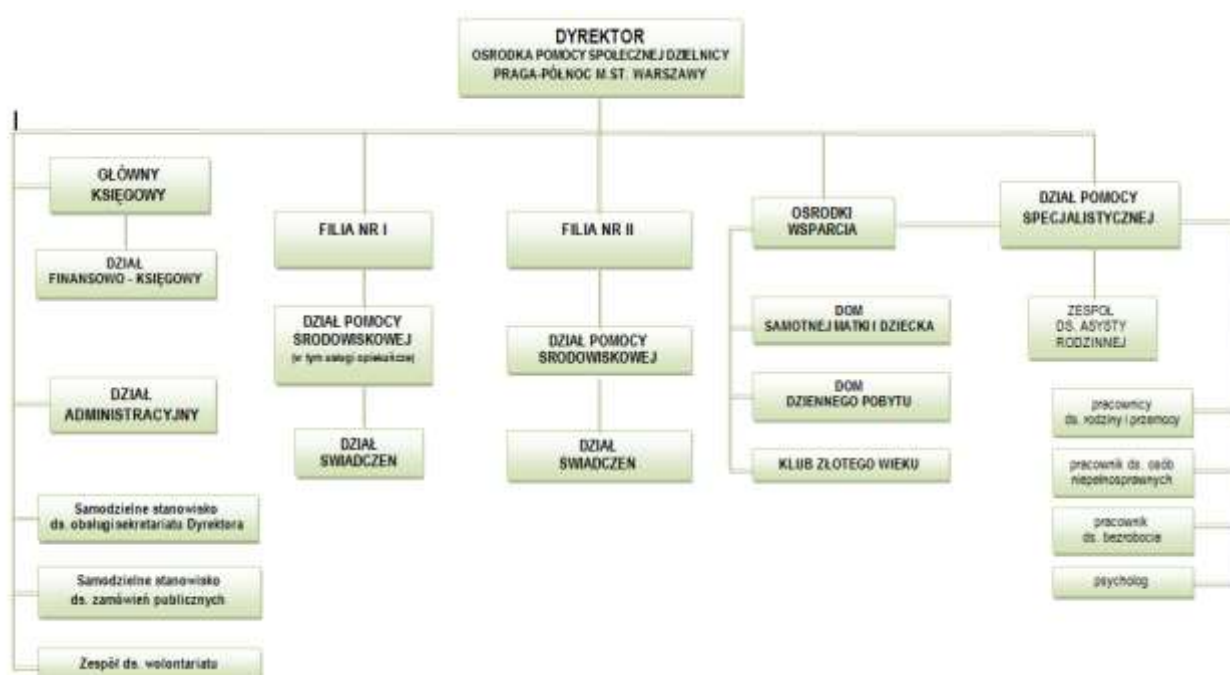 DYREKTOR
OŚRODKA POMOCY SPOŁECZNEJ DZIELNICY
PRAGA-PÓŁNOC M.ST. WARSZAWY
GŁÓWNY
KSIĘGOWY
DZIAŁ
FINANSOWO - KSIĘGOWY
DZIAŁ
ADMINISTRACYJNY
Samodzielne stanowisko
ds. obsługi sekretariatu Dyrektora
Samodzielne stanowisko
ds. zamówień publicznych
Zespół ds. wolontariatu
FILIA NR I
DZIAŁ POMOCY
ŚRODOWISKOWEJ
(w tym usługi opiekuńcze)
DZIAŁ
ŚWIADCZEŃ
FILIA NR II
DZIAŁ POMOCY
ŚRODOWISKOWEJ
DZIAŁ
ŚWIADCZEŃ
OŚRODKI
WSPARCIA
DOM
SAMOTNEJ MATKI I DZIECKA
DOM
DZIENNEGO POBYTU
KLUB ZŁOTEGO WIEKU
DZIAŁ POMOCY
SPECJALISTYCZNEJ
ZESPÓŁ
DS. ASYSTY
RODZINNEJ
pracownicy
ds. rodziny i przemocy
pracownik ds. osób
niepełnosprawnych
pracownik
ds. bezrobocia
psycholog